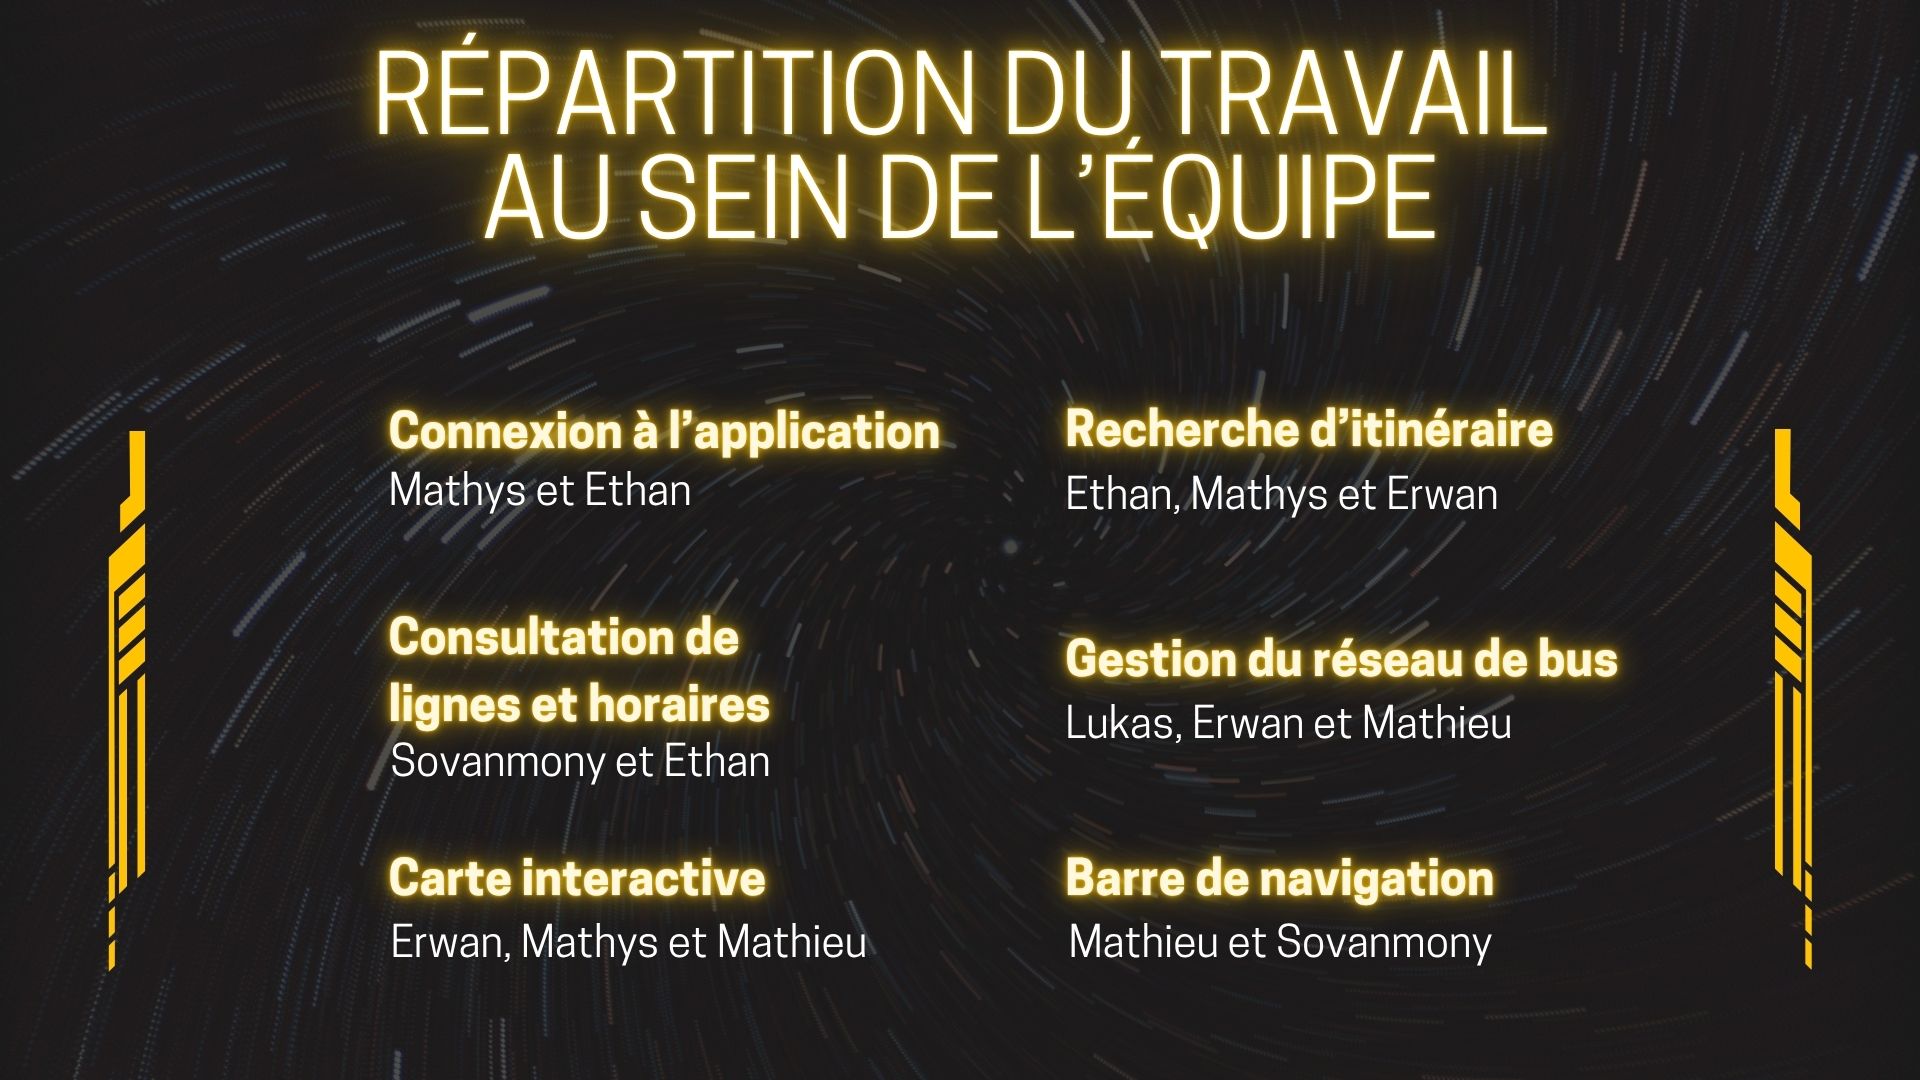 RÉPARTITION DU TRAVAIL
AU SEIN DE L’ÉQUIPE
Connexion à l’application
Mathys et Ethan
Consultation de
lignes et horaires
Sovanmony et Ethan
Carte interactive
Erwan, Mathys et Mathieu
Recherche d’itinéraire
Ethan, Mathys et Erwan
Gestion du réseau de bus
Lukas, Erwan et Mathieu
Barre de navigation
Mathieu et Sovanmony